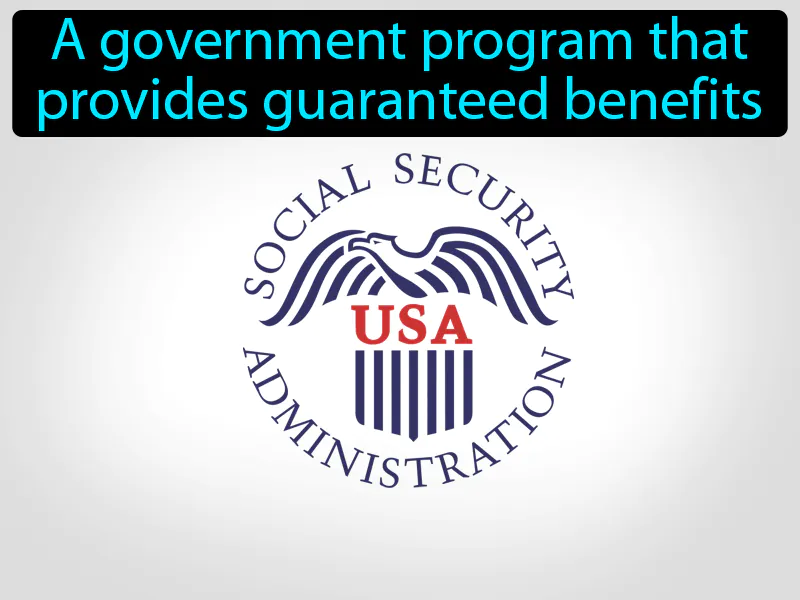 A government program that
provides guaranteed benefits
SOCIAL SECURITY
USA
ADMINISTRATION